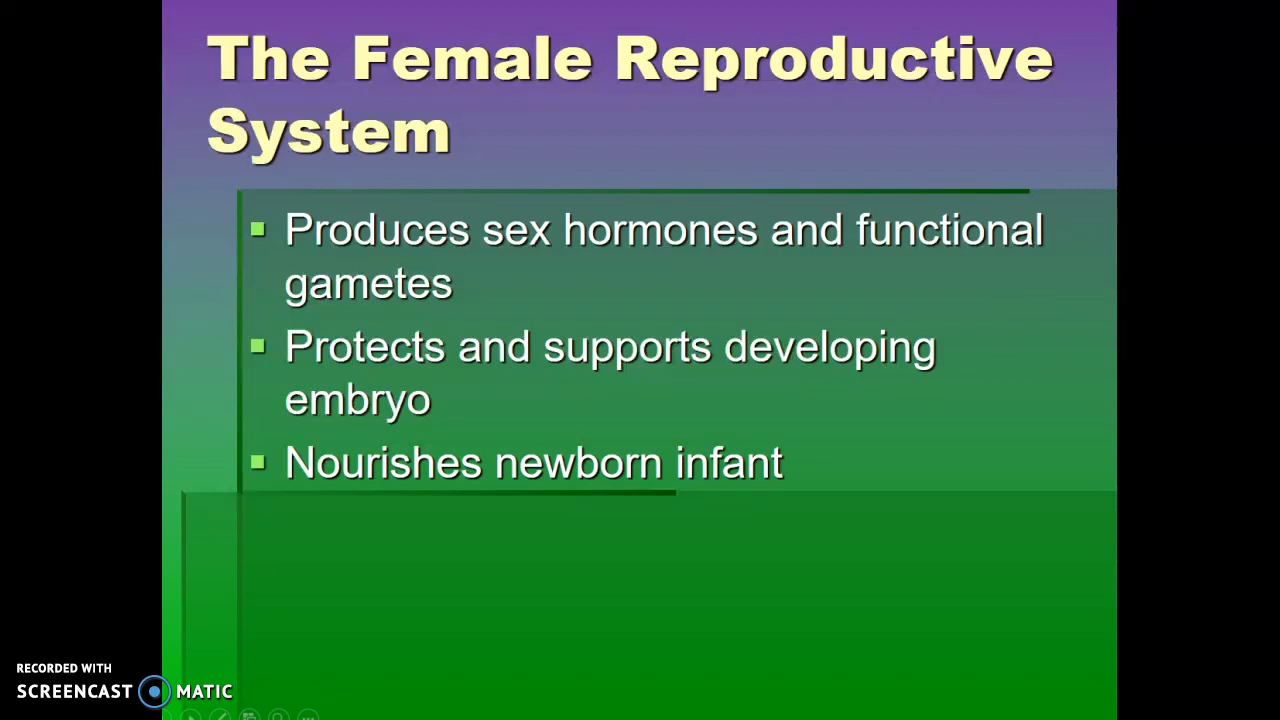 The Female Reproductive
System
Produces sex hormones and functional
gametes
Protects and supports developing
embryo
Nourishes newborn infant
RECORDED WITH
SCREENCAST MATIC